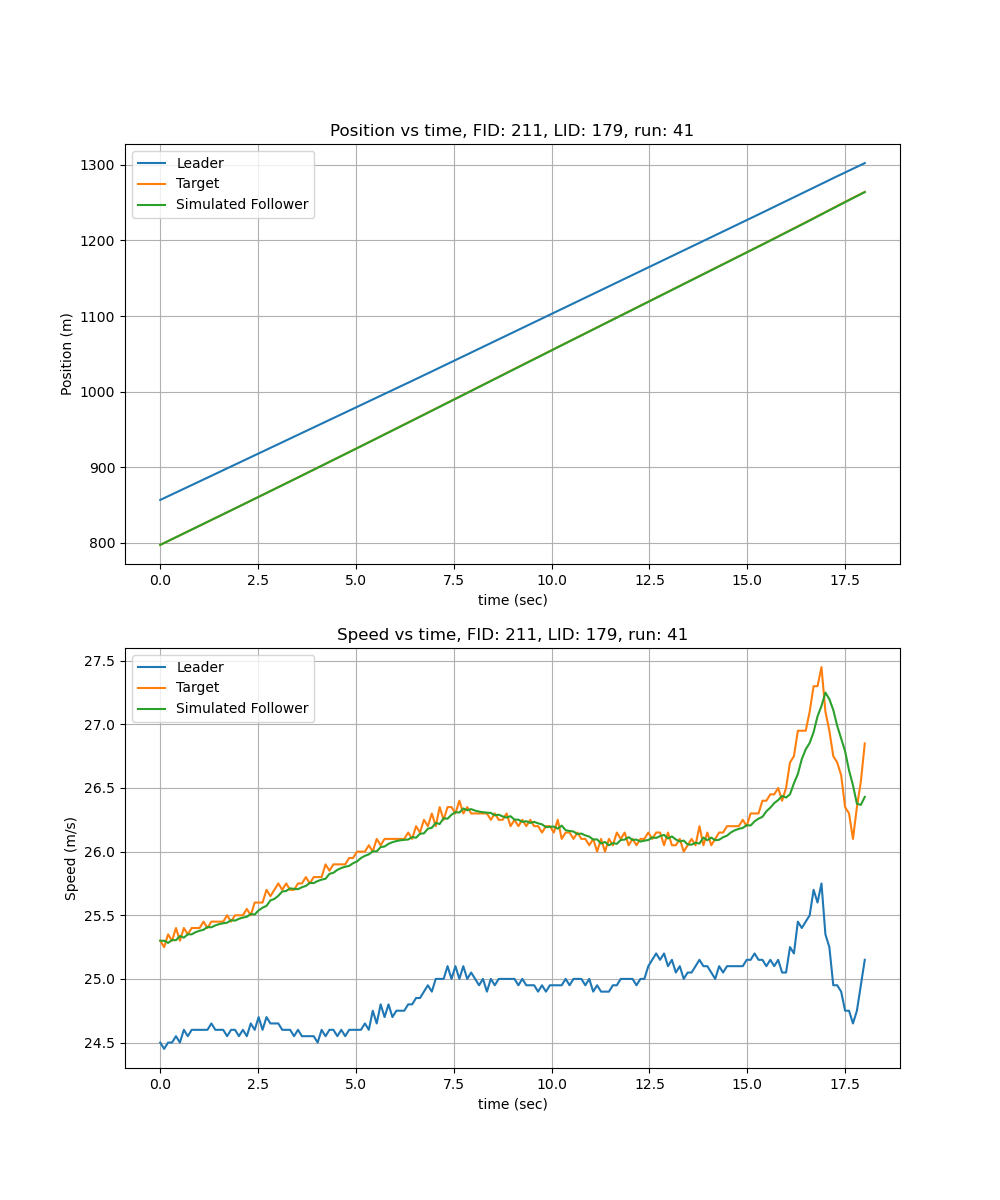 Position vs time, FID: 211, LID: 179, run: 41
Leader
Target
Simulated Follower
1300
1200
1100
1000
900
800
Position (m)
0.0 2.5 5.0 7.5 10.0 12.5 15.0 17.5
time (sec)
Speed vs time, FID: 211, LID: 179, run: 41
Leader
Target
Simulated Follower
27.5
27.0
26.5
26.0
25.5
25.0
24.5
Speed (m/s)
0.0 2.5 5.0 7.5 10.0 12.5 15.0 17.5
time (sec)